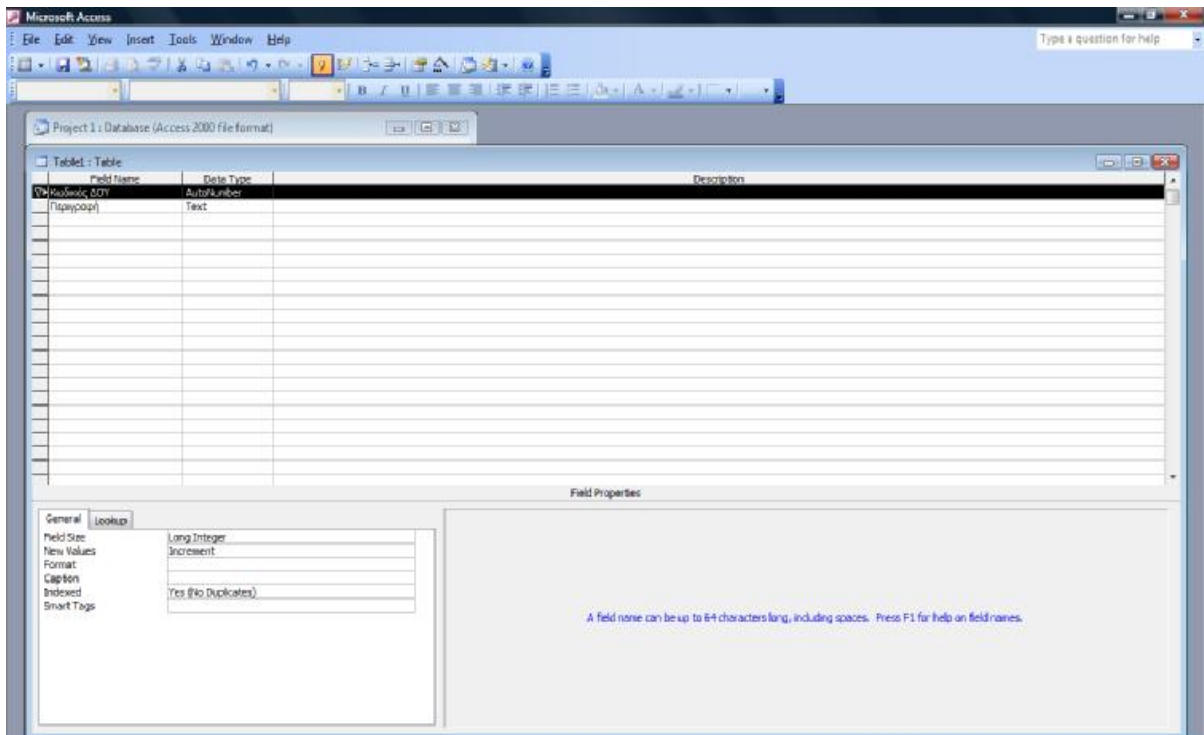 Microsoft Access
File Edit View Insert Tools Window Help
Type a question for help
B I U A
Project 1 : Database (Access 2000 file format)
Table1 : Table
Field Name Data Type Description
Κωδικός ΔΟΥ AutoNumber
Περιγραφή Text
Field Properties
General Lookup
Field Size Long Integer
New Values Increment
Format
Caption
Indexed Yes (No Duplicates)
Smart Tags
A field name can be up to 64 characters long, including spaces. Press F1 for help on field names.